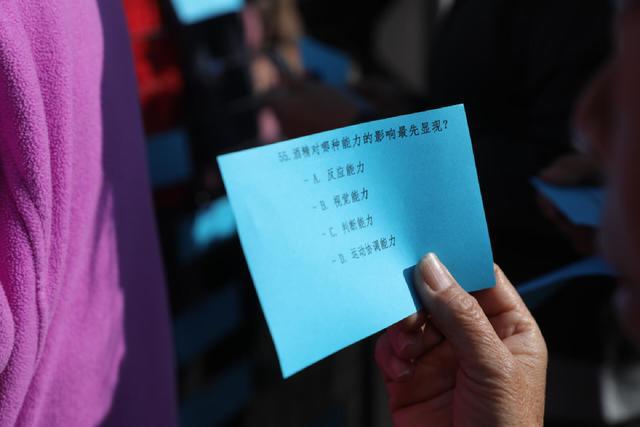 55. 酒精对哪种能力的影响最先显现？
- A. 反应能力
- B. 视觉能力
- C. 判断能力
- D. 运动协调能力